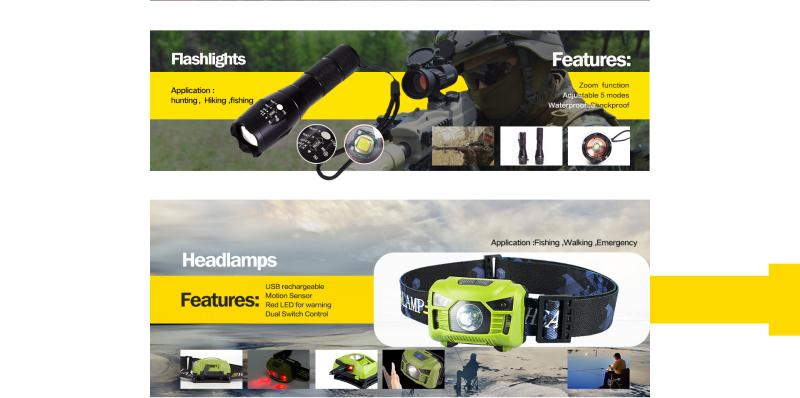 Flashlights
Application :
hunting , Hiking ,fishing
Features:
Zoom function
Adjustable 5 modes
Waterproof ,Shockproof
Application :Fishing ,Walking ,Emergency
Headlamps
Features:
USB rechargeable
Motion Sensor
Red LED for warning
Dual Switch Control